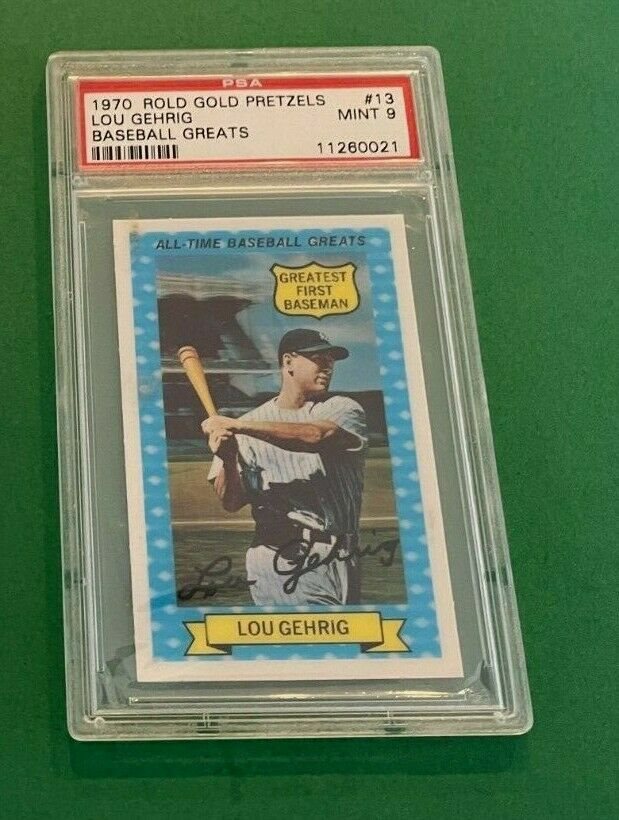 PSA
1970 ROLD GOLD PRETZELS #13
LOU GEHRIG MINT 9
BASEBALL GREATS
11260021
ALL-TIME BASEBALL GREATS
GREATEST
FIRST
BASEMAN
Lou Gehrig
LOU GEHRIG